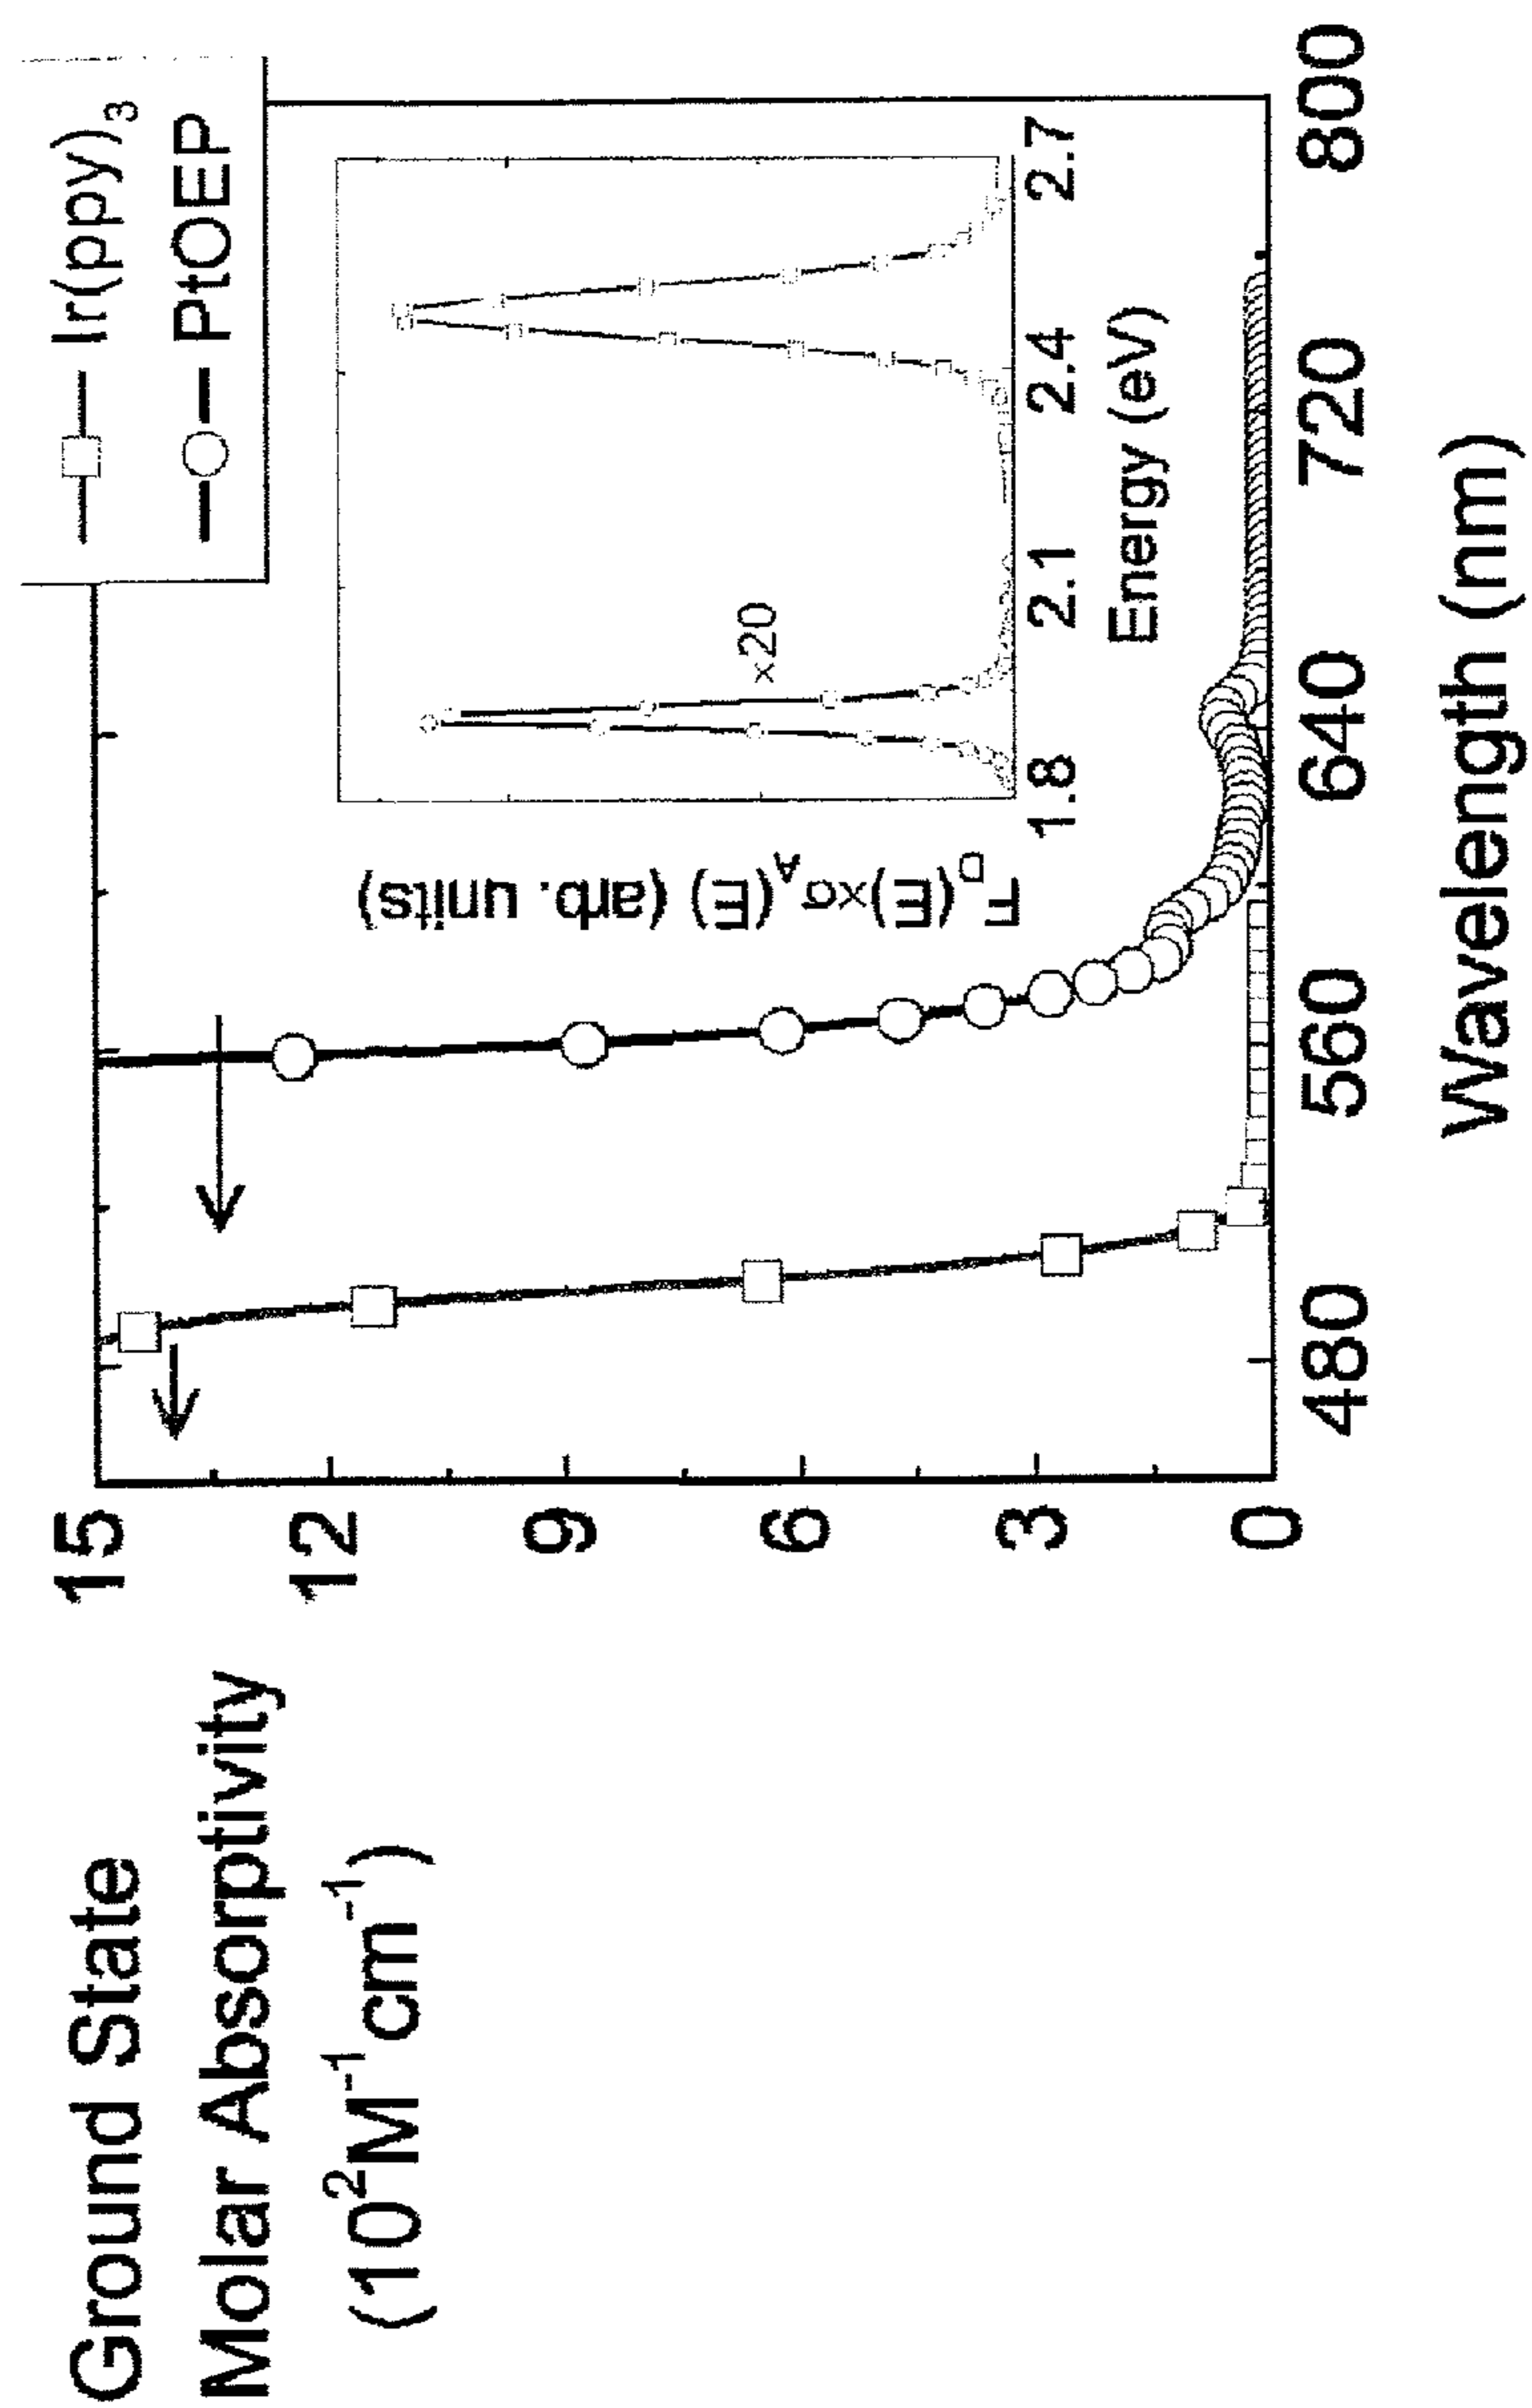 Ground State
Molar Absorptivity
(10²M⁻¹cm⁻¹)
15
12
9
6
3
0
Ir(ppy)₃
PtOEP
F_D(E)×σ_A(E) (arb. units)
×20
1.8 2.1 2.4 2.7
Energy (eV)
480 560 640 720 800
Wavelength (nm)